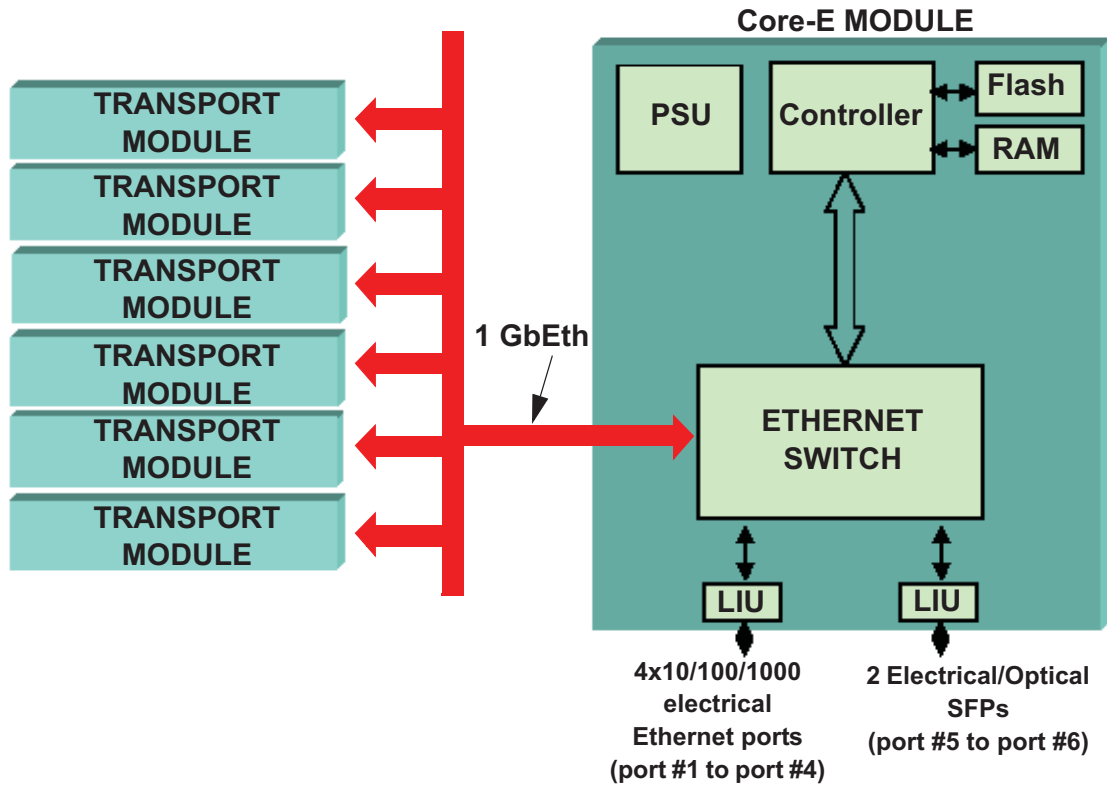 Core-E MODULE
TRANSPORT
MODULE
TRANSPORT
MODULE
TRANSPORT
MODULE
TRANSPORT
MODULE
TRANSPORT
MODULE
TRANSPORT
MODULE
1 GbEth
PSU
Controller
Flash
RAM
ETHERNET
SWITCH
LIU
LIU
4x10/100/1000
electrical
Ethernet ports
(port #1 to port #4)
2 Electrical/Optical
SFPs
(port #5 to port #6)